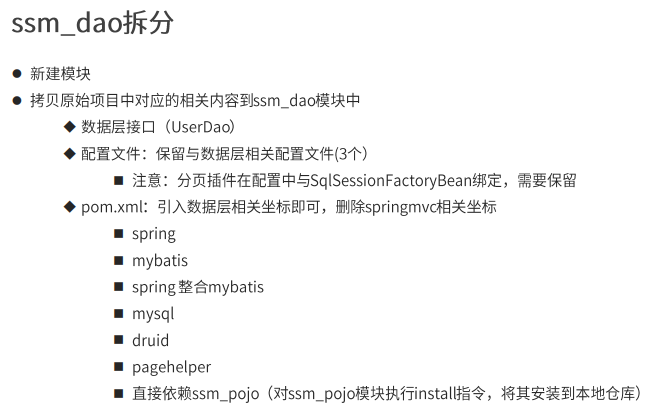 ssm_dao拆分
● 新建模块
● 拷贝原始项目中对应的相关内容到ssm_dao模块中
◆ 数据层接口（UserDao）
◆ 配置文件：保留与数据层相关配置文件(3个）
■ 注意：分页插件在配置中与SqlSessionFactoryBean绑定，需要保留
◆ pom.xml：引入数据层相关坐标即可，删除springmvc相关坐标
■ spring
■ mybatis
■ spring 整合mybatis
■ mysql
■ druid
■ pagehelper
■ 直接依赖ssm_pojo（对ssm_pojo模块执行install指令，将其安装到本地仓库）